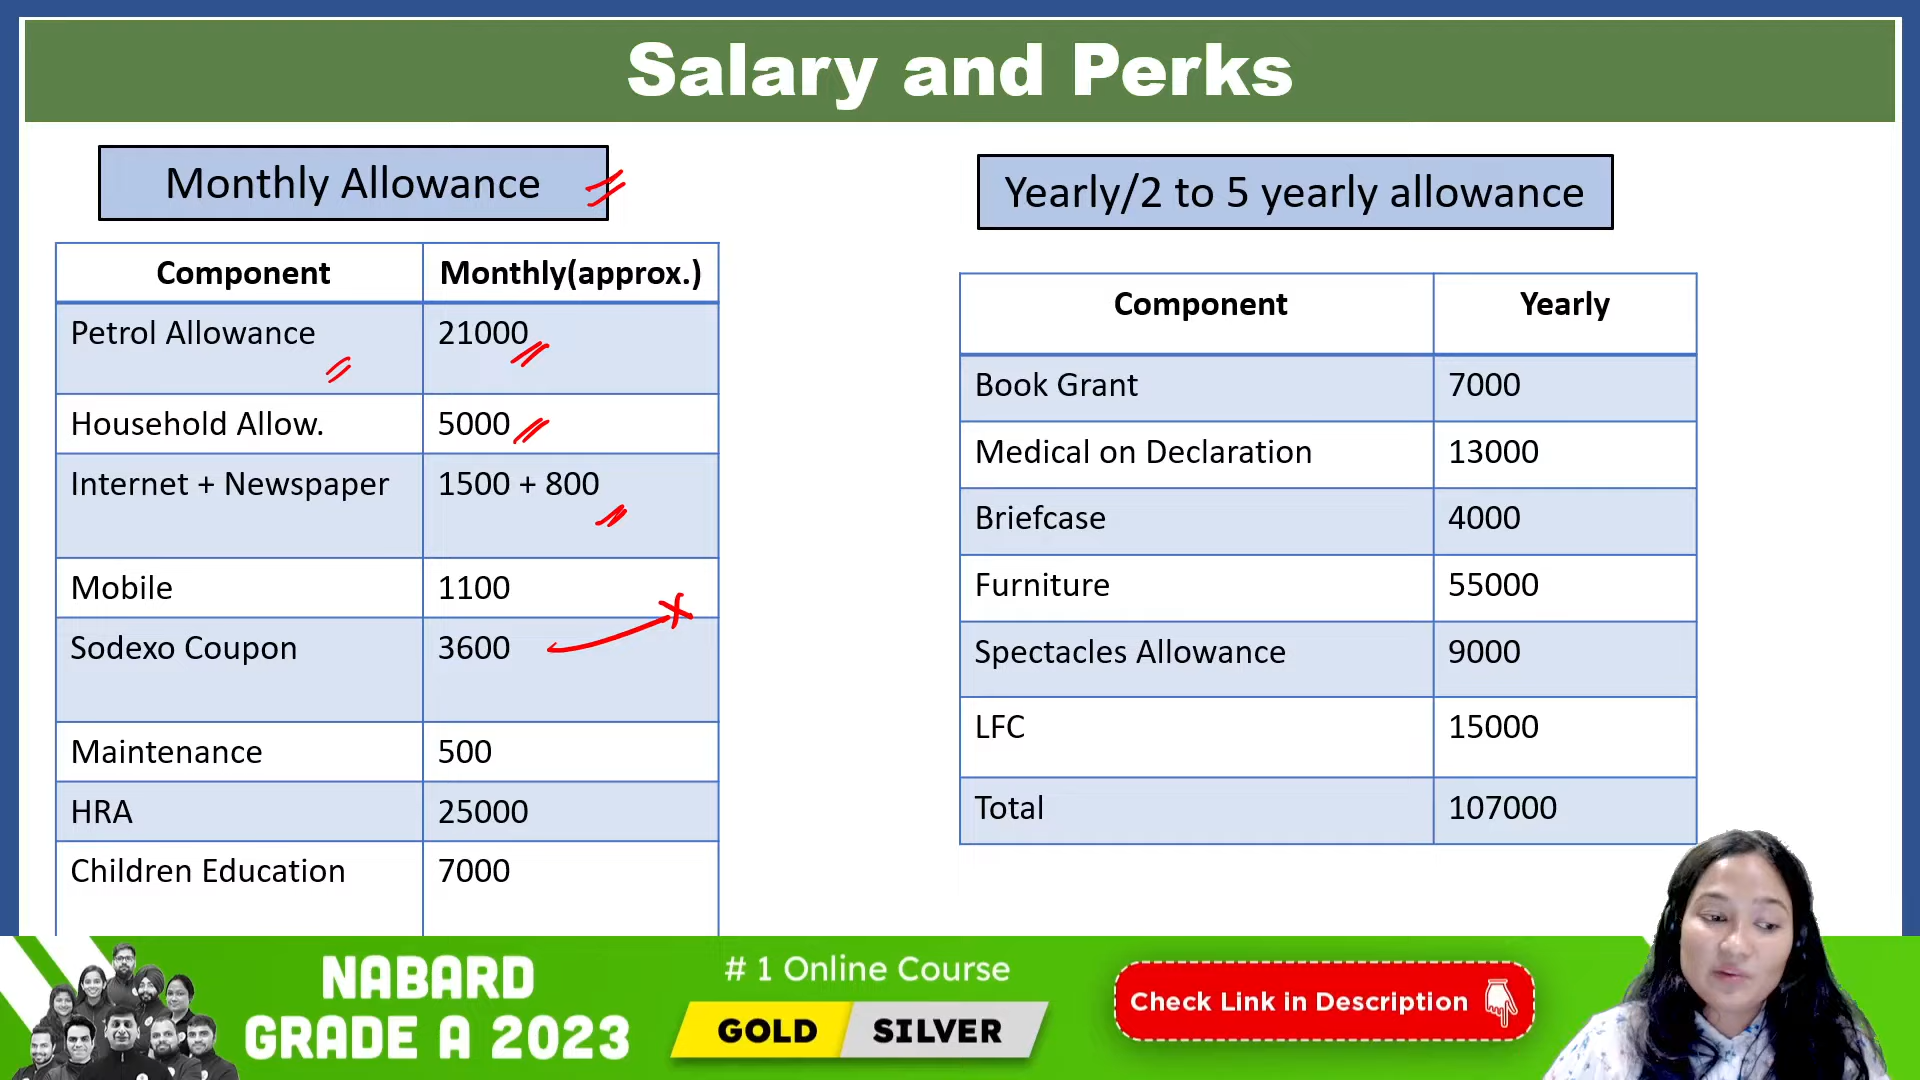 Salary and Perks
Monthly Allowance
Component Monthly(approx.)
Petrol Allowance 21000
Household Allow. 5000
Internet + Newspaper 1500 + 800
Mobile 1100
Sodexo Coupon 3600
Maintenance 500
HRA 25000
Children Education 7000
Yearly/2 to 5 yearly allowance
Component Yearly
Book Grant 7000
Medical on Declaration 13000
Briefcase 4000
Furniture 55000
Spectacles Allowance 9000
LFC 15000
Total 107000
NABARD
GRADE A 2023
# 1 Online Course
GOLD SILVER
Check Link in Description